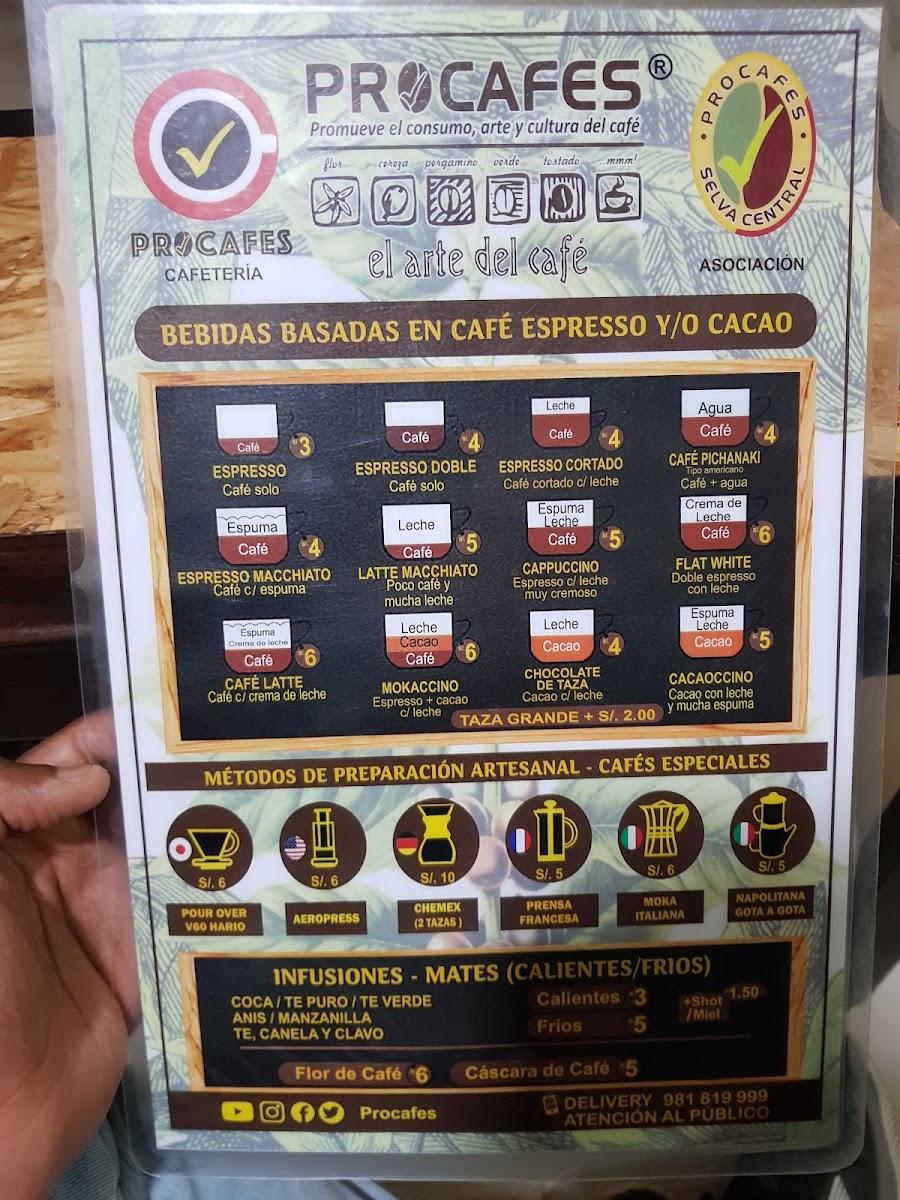 PROCAFES®
Promueve el consumo, arte y cultura del café
flor cereza pergamino verde tostado ...mmm!
el arte del café
PROCAFES
CAFETERÍA
PROCAFES
SELVA CENTRAL
ASOCIACIÓN
BEBIDAS BASADAS EN CAFÉ ESPRESSO Y/O CACAO
Café
S/. 3
ESPRESSO
Café solo
Café
S/. 4
ESPRESSO DOBLE
Café solo
Leche
Café
S/. 4
ESPRESSO CORTADO
Café cortado c/ leche
Agua
Café
S/. 4
CAFÉ PICHANAKI
Tipo americano
Café + agua
Espuma
Café
S/. 4
ESPRESSO MACCHIATO
Café c/ espuma
Leche
Café
S/. 5
LATTE MACCHIATO
Poco café y
mucha leche
Espuma
Leche
Café
S/. 5
CAPPUCCINO
Espresso c/ leche
muy cremoso
Crema de
Leche
Café
S/. 6
FLAT WHITE
Doble espresso
con leche
Espuma
Crema de leche
Café
S/. 6
CAFÉ LATTE
Café c/ crema de leche
Leche
Cacao
Café
S/. 6
MOKACCINO
Espresso + cacao
c/ leche
Leche
Cacao
S/. 4
CHOCOLATE
DE TAZA
Cacao c/ leche
Espuma
Leche
Cacao
S/. 5
CACAOCCINO
Cacao con leche
y mucha espuma
TAZA GRANDE + S/. 2.00
MÉTODOS DE PREPARACIÓN ARTESANAL - CAFÉS ESPECIALES
S/. 6
POUR OVER
V60 HARIO
S/. 6
AEROPRESS
S/. 10
CHEMEX
(2 TAZAS )
S/. 5
PRENSA
FRANCESA
S/. 6
MOKA
ITALIANA
S/. 5
NAPOLITANA
GOTA A GOTA
INFUSIONES - MATES (CALIENTES/FRIOS)
COCA / TE PURO / TE VERDE
ANIS / MANZANILLA
TE, CANELA Y CLAVO
Calientes 3
Fríos 5
+Shot
/Miel
1.50
Flor de Café 6
Cáscara de Café 5
Procafes
DELIVERY 981 819 999
ATENCIÓN AL PÚBLICO